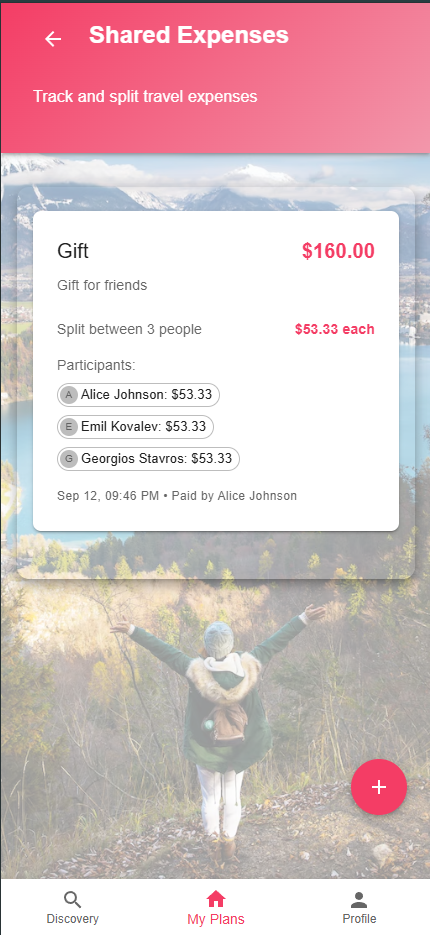 Shared Expenses
Track and split travel expenses
Gift $160.00
Gift for friends
Split between 3 people $53.33 each
Participants:
A Alice Johnson: $53.33
E Emil Kovalev: $53.33
G Georgios Stavros: $53.33
Sep 12, 09:46 PM • Paid by Alice Johnson
Discovery My Plans Profile